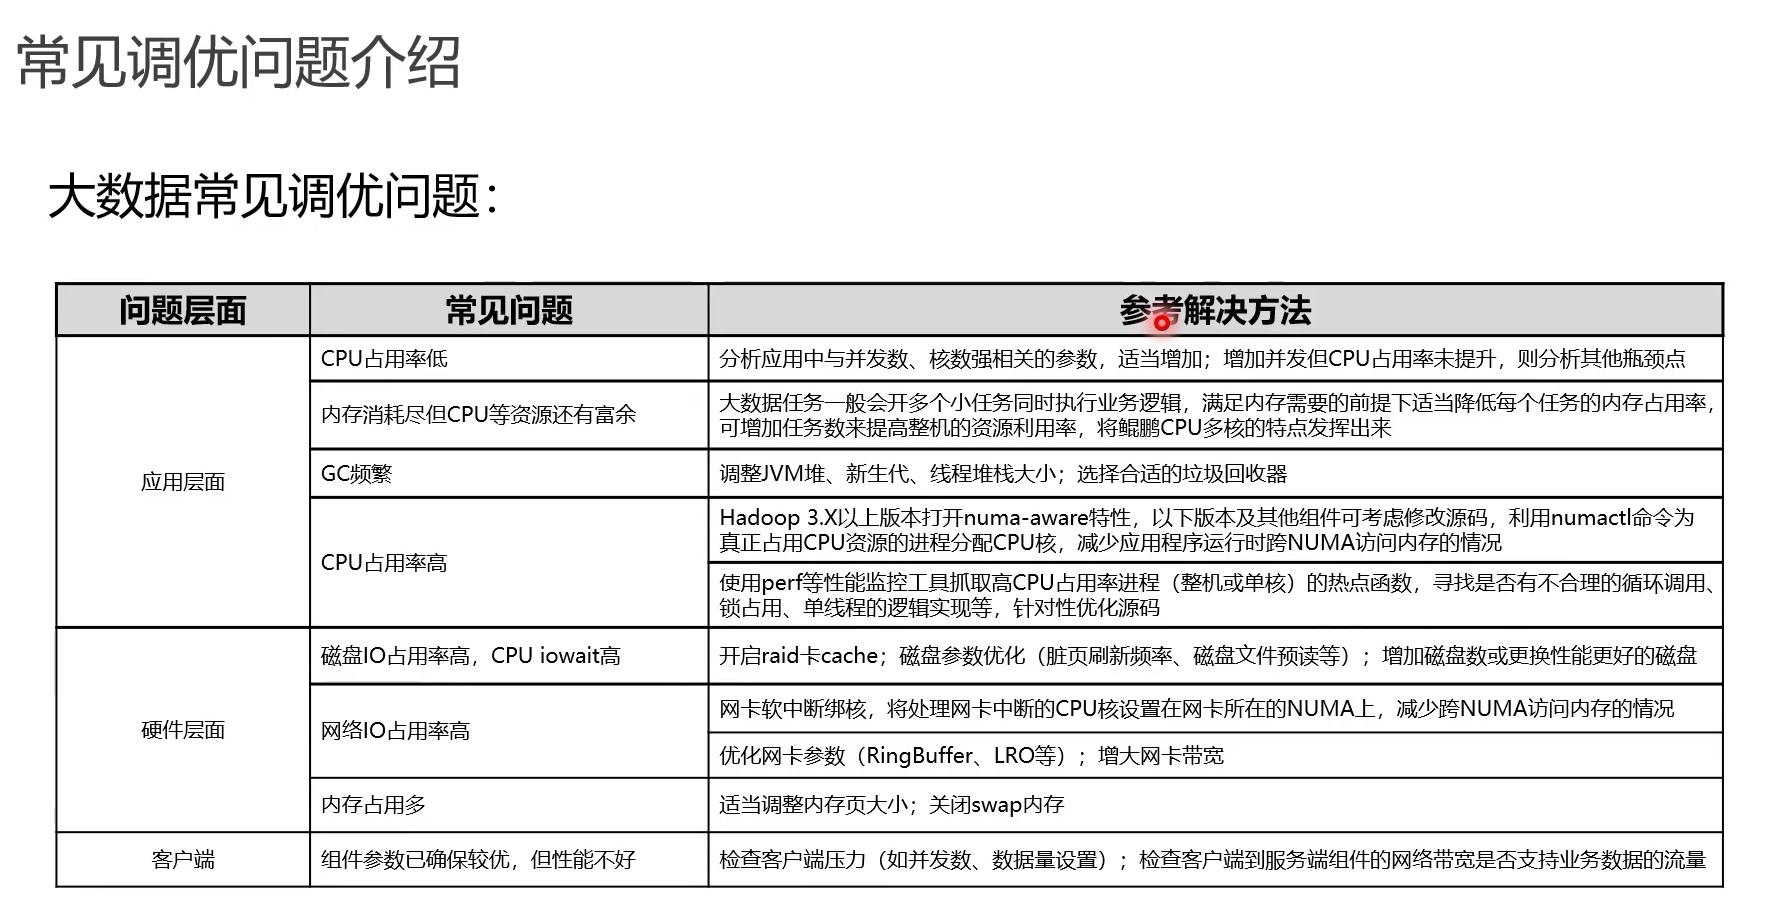 常见调优问题介绍
大数据常见调优问题：
问题层面 常见问题 参考解决方法
应用层面
CPU占用率低
分析应用中与并发数、核数强相关的参数，适当增加；增加并发但CPU占用率未提升，则分析其他瓶颈点
内存消耗尽但CPU等资源还有富余
大数据任务一般会开多个小任务同时执行业务逻辑，满足内存需要的前提下适当降低每个任务的内存占用率，
可增加任务数来提高整机的资源利用率，将鲲鹏CPU多核的特点发挥出来
GC频繁
调整JVM堆、新生代、线程堆栈大小；选择合适的垃圾回收器
CPU占用率高
Hadoop 3.X以上版本打开numa-aware特性，以下版本及其他组件可考虑修改源码，利用numactl命令为
真正占用CPU资源的进程分配CPU核，减少应用程序运行时跨NUMA访问内存的情况
使用perf等性能监控工具抓取高CPU占用率进程（整机或单核）的热点函数，寻找是否有不合理的循环调用、
锁占用、单线程的逻辑实现等，针对性优化源码
硬件层面
磁盘IO占用率高，CPU iowait高
开启raid卡cache；磁盘参数优化（脏页刷新频率、磁盘文件预读等）；增加磁盘数或更换性能更好的磁盘
网络IO占用率高
网卡软中断绑核，将处理网卡中断的CPU核设置在网卡所在的NUMA上，减少跨NUMA访问内存的情况
优化网卡参数（RingBuffer、LRO等）；增大网卡带宽
内存占用多
适当调整内存页大小；关闭swap内存
客户端
组件参数已确保较优，但性能不好
检查客户端压力（如并发数、数据量设置）；检查客户端到服务端组件的网络带宽是否支持业务数据的流量